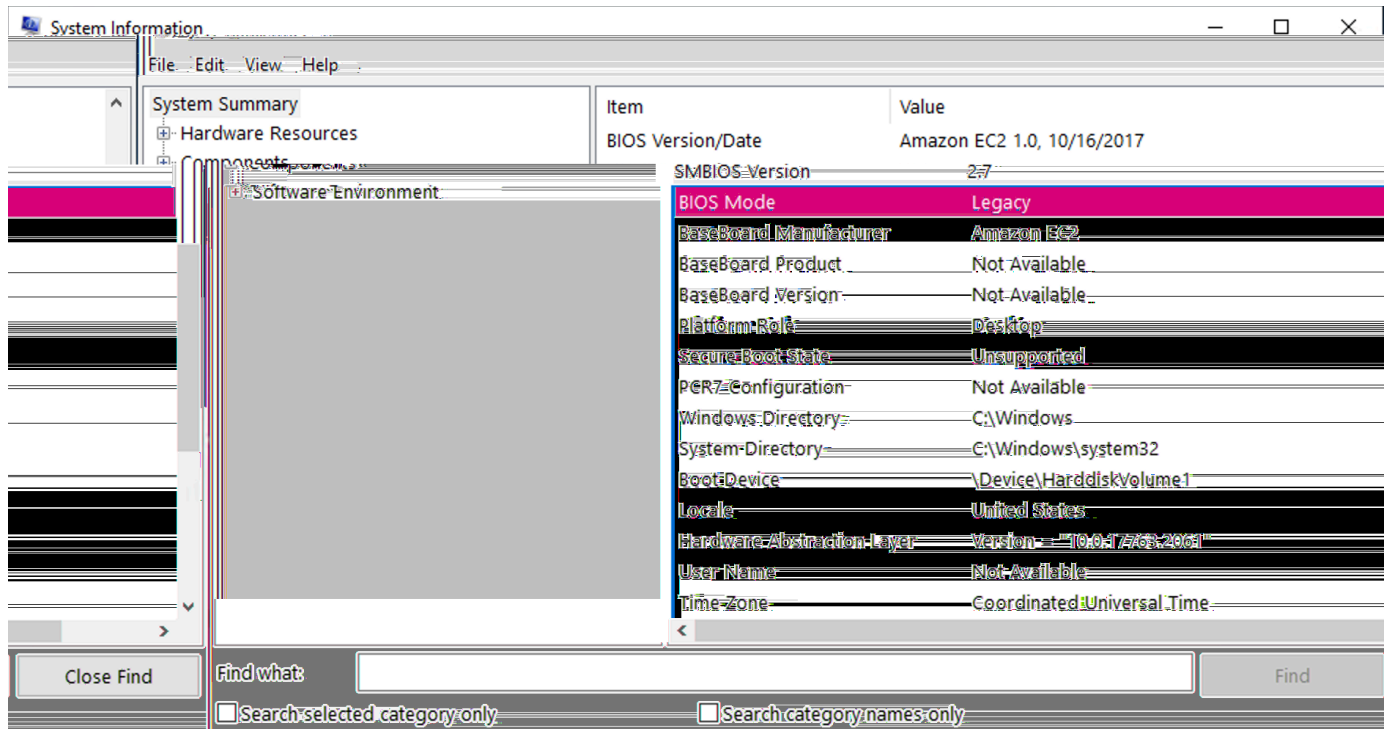 System Information
File Edit View Help
System Summary
Hardware Resources
Components
Software Environment
Item Value
BIOS Version/Date Amazon EC2 1.0, 10/16/2017
SMBIOS Version 2.7
BIOS Mode Legacy
BaseBoard Manufacturer Amazon EC2
BaseBoard Product Not Available
BaseBoard Version Not Available
Platform Role Desktop
Secure Boot State Unsupported
PCR7 Configuration Not Available
Windows Directory C:\Windows
System Directory C:\Windows\system32
Boot Device \Device\HarddiskVolume1
Locale United States
Hardware Abstraction Layer Version = "10.0.17763.2061"
User Name Not Available
Time Zone Coordinated Universal Time
Close Find Find what: Find
Search selected category only Search category names only